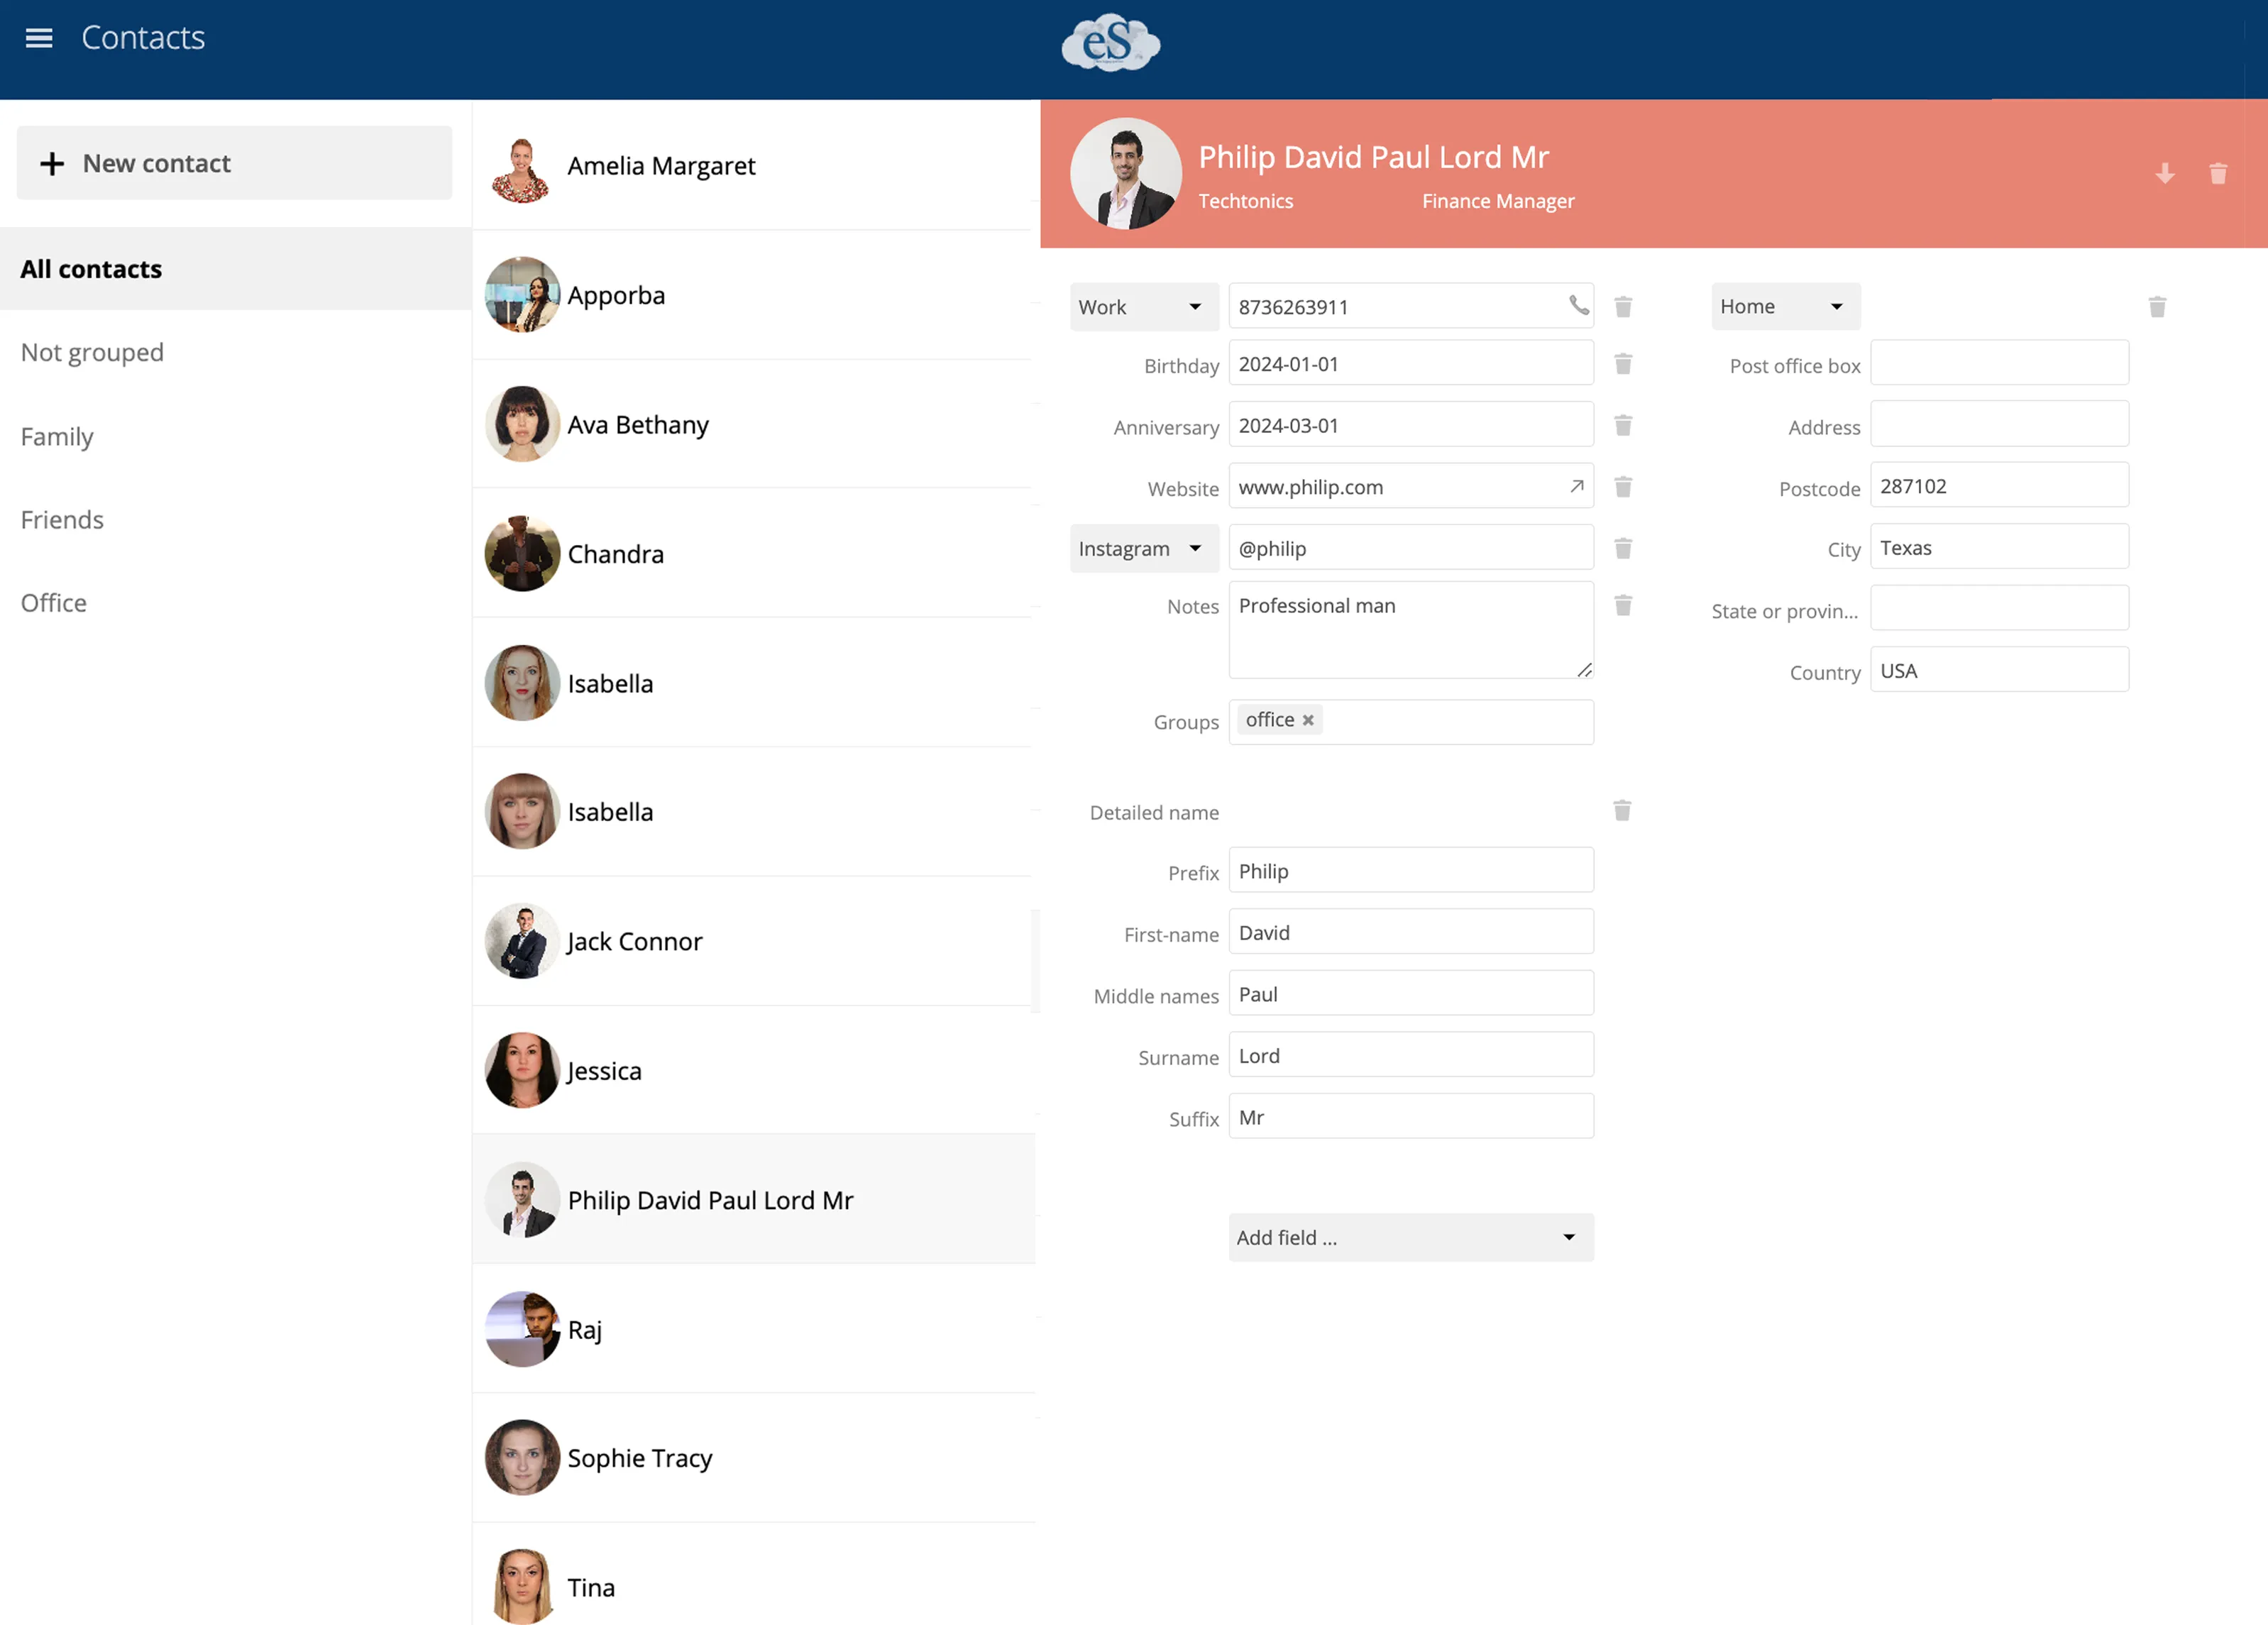 Contacts
eS
New contact
All contacts
Not grouped
Family
Friends
Office
Amelia Margaret
Apporba
Ava Bethany
Chandra
Isabella
Isabella
Jack Connor
Jessica
Philip David Paul Lord Mr
Raj
Sophie Tracy
Tina
Philip David Paul Lord Mr
Techtonics Finance Manager
Work 8736263911
Birthday 2024-01-01
Anniversary 2024-03-01
Website www.philip.com
Instagram @philip
Notes Professional man
Groups office
Detailed name
Prefix Philip
First-name David
Middle names Paul
Surname Lord
Suffix Mr
Add field ...
Home
Post office box
Address
Postcode 287102
City Texas
State or provin...
Country USA